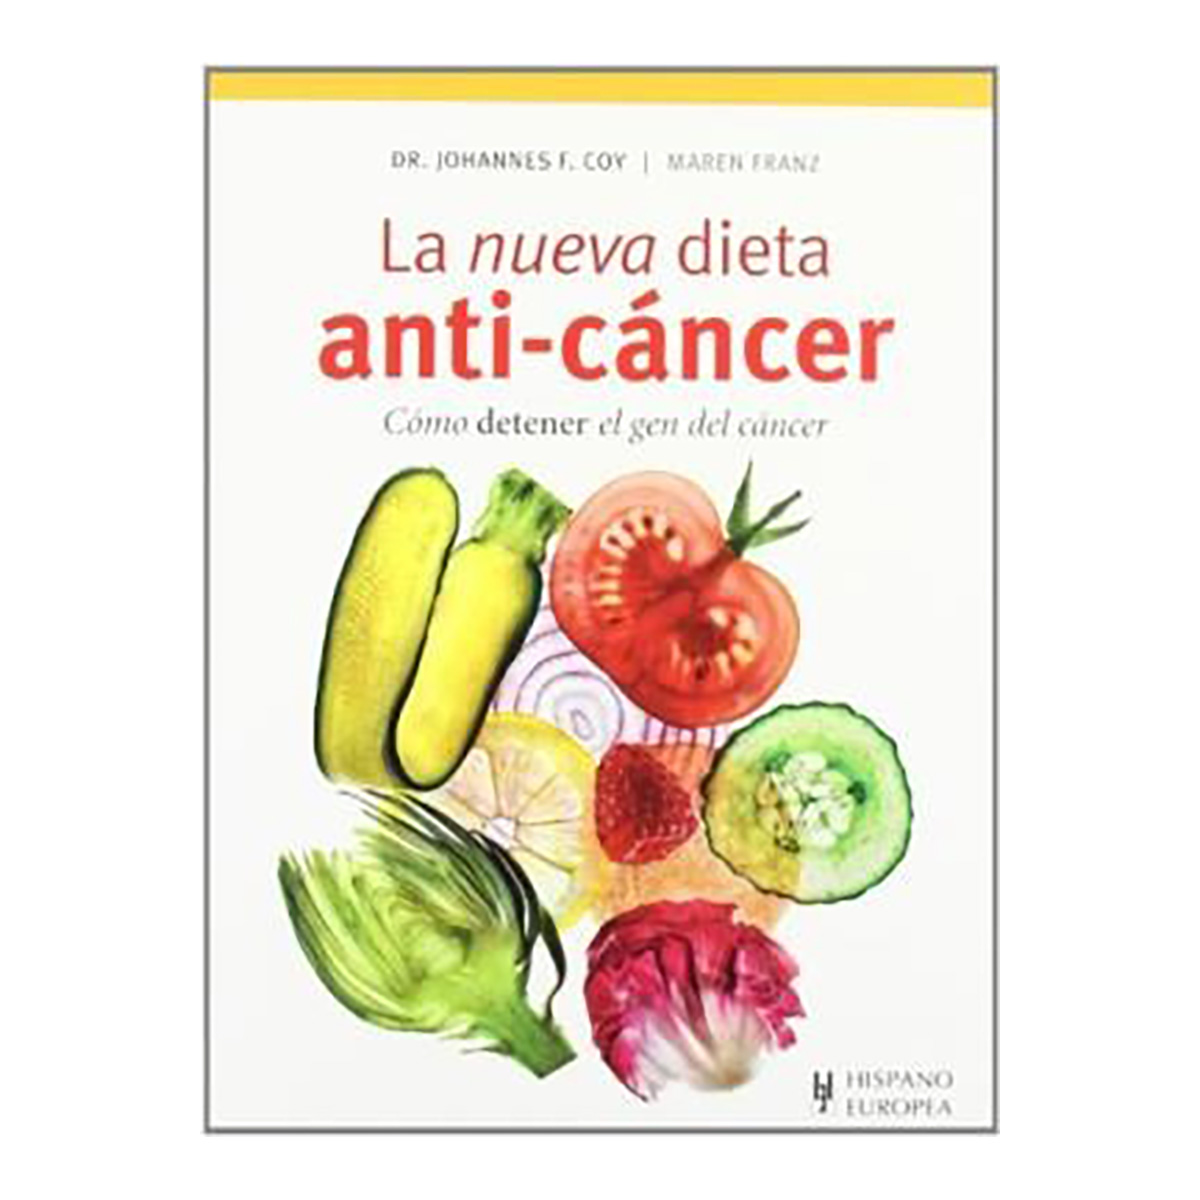 DR. JOHANNES F. COY | MAREN FRANZ
La nueva dieta
anti-cáncer
Cómo detener el gen del cáncer
HISPANO
EUROPEA